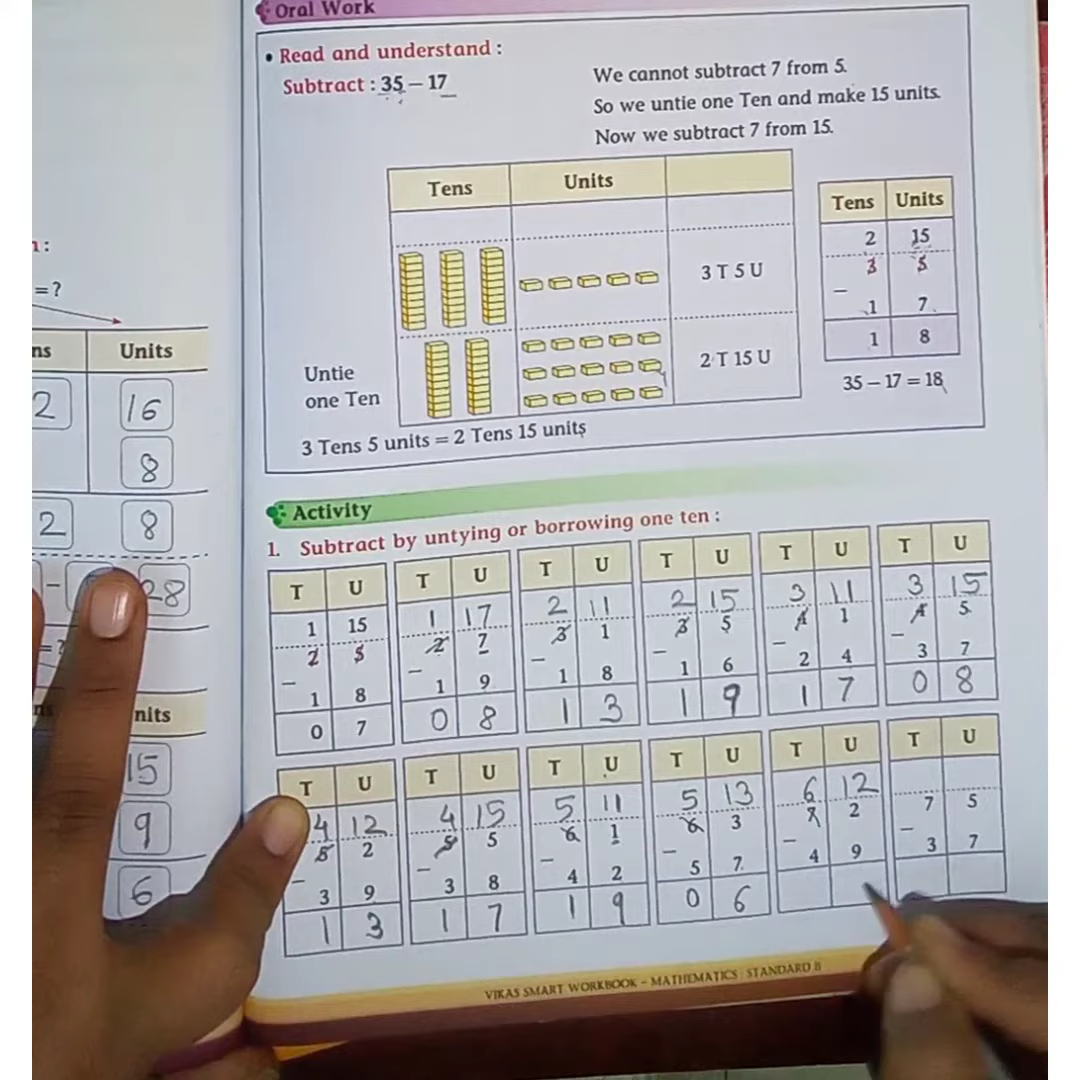 Oral Work
• Read and understand :
Subtract : 35 – 17
We cannot subtract 7 from 5.
So we untie one Ten and make 15 units.
Now we subtract 7 from 15.
Tens Units
3 T 5 U
Untie
one Ten
2 T 15 U
3 Tens 5 units = 2 Tens 15 units
Tens Units
2 15
3 5
– 1 7
1 8
35 – 17 = 18
= ?
Units
2 16
8
2 8
– 28
= ?
nits
15
9
6
Activity
1. Subtract by untying or borrowing one ten :
T U T U T U T U T U T U
1 15 1 17 2 11 2 15 3 11 3 15
2 5 2 7 3 1 3 5 4 1 4 5
– 1 8 – 1 9 – 1 8 – 1 6 – 2 4 – 3 7
0 7 0 8 1 3 1 9 1 7 0 8
T U T U T U T U T U T U
4 12 4 15 5 11 5 13 6 12
5 2 5 5 6 1 6 3 7 2 7 5
– 3 9 – 3 8 – 4 2 – 5 7 – 4 9 – 3 7
1 3 1 7 1 9 0 6
VIKAS SMART WORKBOOK – MATHEMATICS : STANDARD II